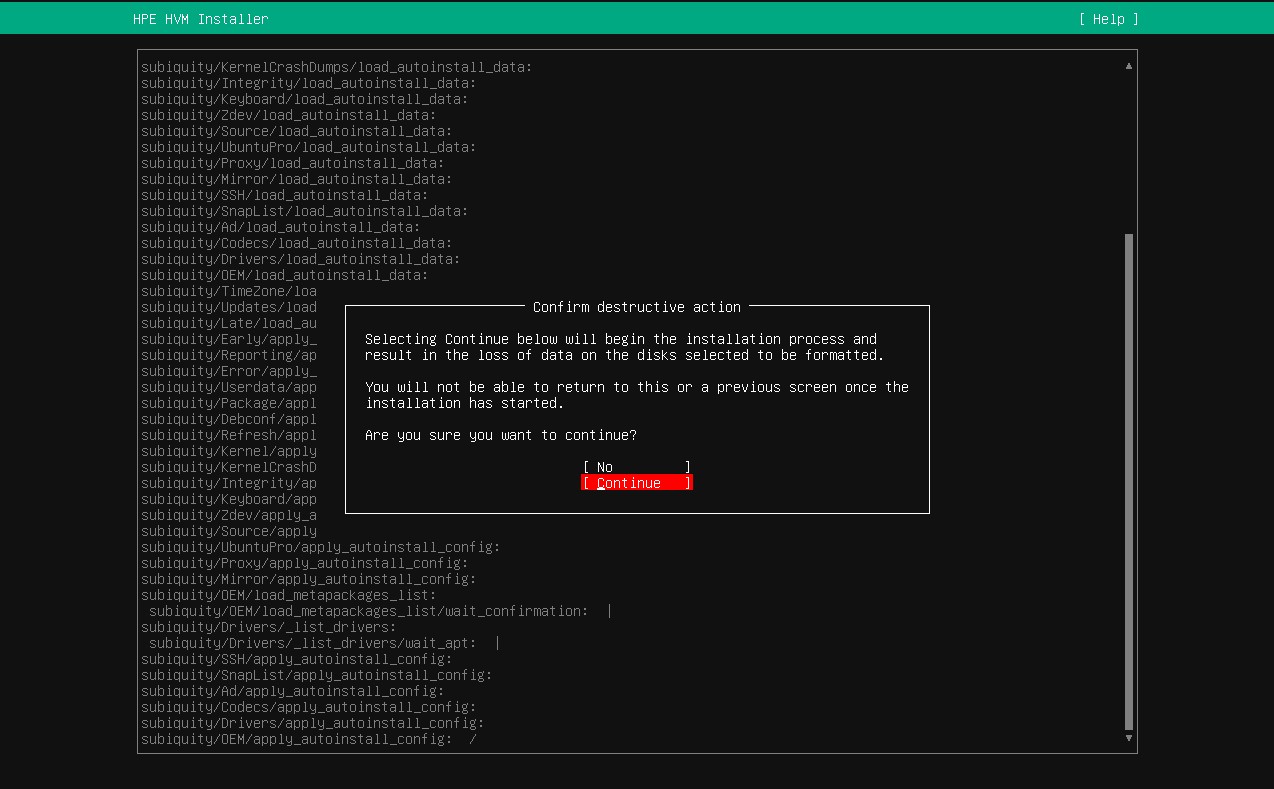 HPE HVM Installer [ Help ]
subiquity/KernelCrashDumps/load_autoinstall_data:
subiquity/Integrity/load_autoinstall_data:
subiquity/Keyboard/load_autoinstall_data:
subiquity/Zdev/load_autoinstall_data:
subiquity/Source/load_autoinstall_data:
subiquity/UbuntuPro/load_autoinstall_data:
subiquity/Proxy/load_autoinstall_data:
subiquity/Mirror/load_autoinstall_data:
subiquity/SSH/load_autoinstall_data:
subiquity/SnapList/load_autoinstall_data:
subiquity/Ad/load_autoinstall_data:
subiquity/Codecs/load_autoinstall_data:
subiquity/Drivers/load_autoinstall_data:
subiquity/OEM/load_autoinstall_data:
subiquity/TimeZone/loa
subiquity/Updates/load
subiquity/Late/load_au
subiquity/Early/apply_
subiquity/Reporting/ap
subiquity/Error/apply_
subiquity/Userdata/app
subiquity/Package/appl
subiquity/Debconf/appl
subiquity/Refresh/appl
subiquity/Kernel/apply
subiquity/KernelCrashD
subiquity/Integrity/ap
subiquity/Keyboard/app
subiquity/Zdev/apply_a
subiquity/Source/apply
Confirm destructive action
Selecting Continue below will begin the installation process and
result in the loss of data on the disks selected to be formatted.
You will not be able to return to this or a previous screen once the
installation has started.
Are you sure you want to continue?
[ No ]
[ Continue ]
subiquity/UbuntuPro/apply_autoinstall_config:
subiquity/Proxy/apply_autoinstall_config:
subiquity/Mirror/apply_autoinstall_config:
subiquity/OEM/load_metapackages_list:
subiquity/OEM/load_metapackages_list/wait_confirmation: |
subiquity/Drivers/_list_drivers:
subiquity/Drivers/_list_drivers/wait_apt: |
subiquity/SSH/apply_autoinstall_config:
subiquity/SnapList/apply_autoinstall_config:
subiquity/Ad/apply_autoinstall_config:
subiquity/Codecs/apply_autoinstall_config:
subiquity/Drivers/apply_autoinstall_config:
subiquity/OEM/apply_autoinstall_config: /